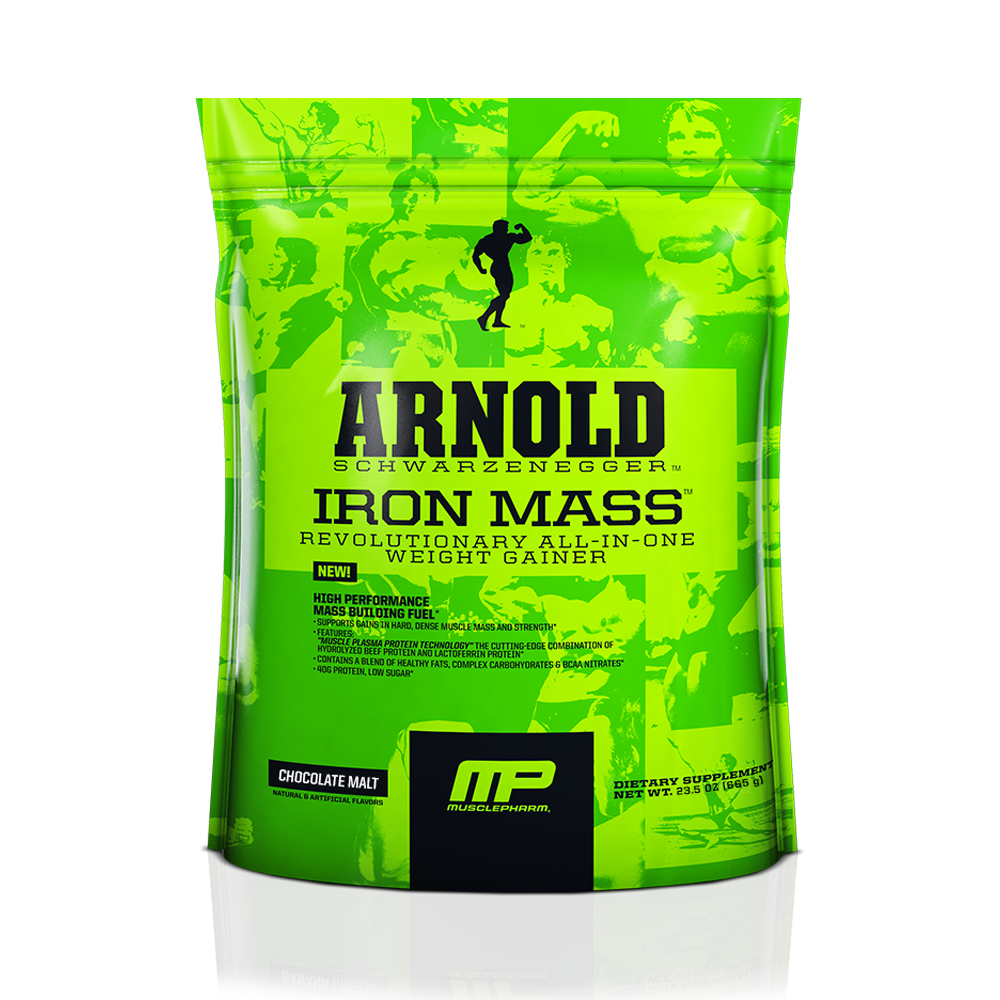 ARNOLD
SCHWARZENEGGER™
IRON MASS™
REVOLUTIONARY ALL-IN-ONE
WEIGHT GAINER
NEW!
HIGH PERFORMANCE
MASS BUILDING FUEL*
• SUPPORTS GAINS IN HARD, DENSE MUSCLE MASS AND STRENGTH*
• FEATURES:
"MUSCLE PLASMA PROTEIN TECHNOLOGY" THE CUTTING-EDGE COMBINATION OF
HYDROLYZED BEEF PROTEIN AND LACTOFERRIN PROTEIN*
• CONTAINS A BLEND OF HEALTHY FATS, COMPLEX CARBOHYDRATES & BCAA NITRATES*
• 40G PROTEIN, LOW SUGAR*
CHOCOLATE MALT
NATURAL & ARTIFICIAL FLAVORS
MP
MUSCLEPHARM®
DIETARY SUPPLEMENT
NET WT. 23.5 OZ (665 g)
BANANA CREAM